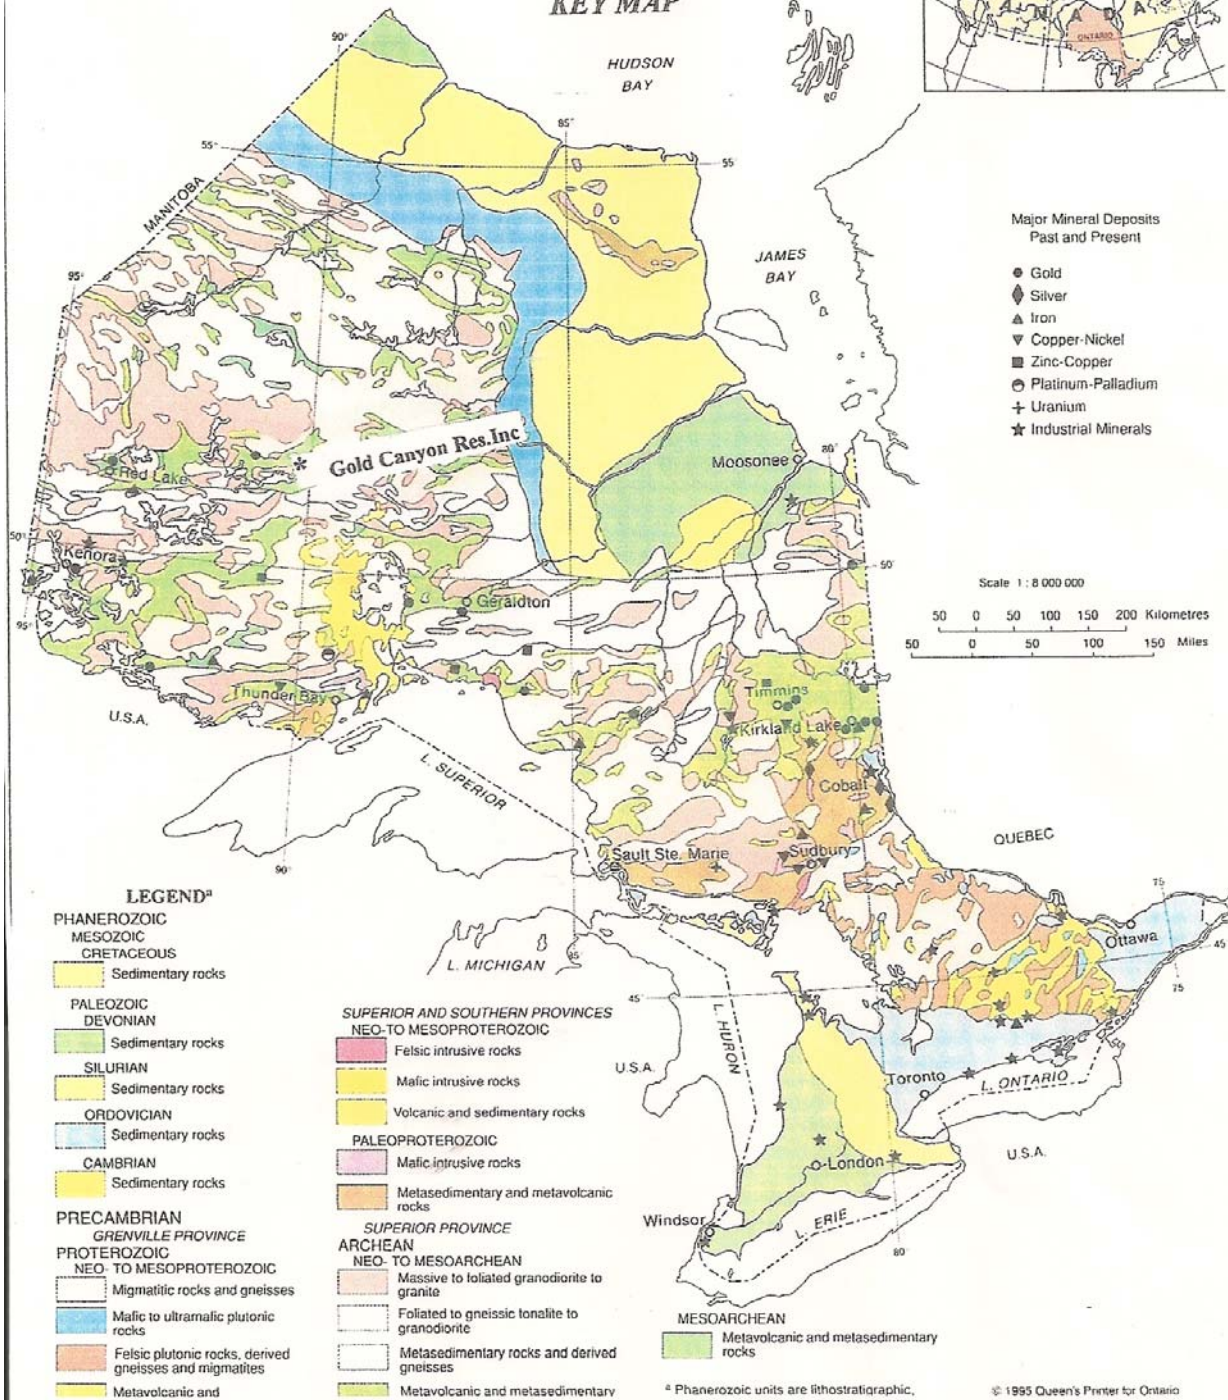 KEY MAP
A N A D A
ONTARIO
HUDSON
BAY
90°
85°
55°
55
MANITOBA
95°
JAMES
BAY
Major Mineral Deposits
Past and Present
Gold
Silver
Iron
Copper-Nickel
Zinc-Copper
Platinum-Palladium
Uranium
Industrial Minerals
* Gold Canyon Res.Inc
Red Lake
Moosonee
80°
50°
Kenora
50°
Geraldton
95°
Scale 1 : 8 000 000
50 0 50 100 150 200 Kilometres
50 0 50 100 150 Miles
Thunder Bay
U.S.A.
Timmins
Kirkland Lake
L. SUPERIOR
Cobalt
QUEBEC
Sault Ste. Marie
Sudbury
90°
75
Ottawa
45
75
L. MICHIGAN
85
45°
L. HURON
U.S.A.
Toronto
L. ONTARIO
U.S.A.
London
Windsor
L. ERIE
80°
LEGENDª
PHANEROZOIC
MESOZOIC
CRETACEOUS
Sedimentary rocks
PALEOZOIC
DEVONIAN
Sedimentary rocks
SILURIAN
Sedimentary rocks
ORDOVICIAN
Sedimentary rocks
CAMBRIAN
Sedimentary rocks
PRECAMBRIAN
GRENVILLE PROVINCE
PROTEROZOIC
NEO- TO MESOPROTEROZOIC
Migmatitic rocks and gneisses
Mafic to ultramafic plutonic
rocks
Felsic plutonic rocks, derived
gneisses and migmatites
Metavolcanic and
SUPERIOR AND SOUTHERN PROVINCES
NEO-TO MESOPROTEROZOIC
Felsic intrusive rocks
Mafic intrusive rocks
Volcanic and sedimentary rocks
PALEOPROTEROZOIC
Mafic intrusive rocks
Metasedimentary and metavolcanic
rocks
SUPERIOR PROVINCE
ARCHEAN
NEO- TO MESOARCHEAN
Massive to foliated granodiorite to
granite
Foliated to gneissic tonalite to
granodiorite
Metasedimentary rocks and derived
gneisses
Metavolcanic and metasedimentary
MESOARCHEAN
Metavolcanic and metasedimentary
rocks
ª Phanerozoic units are lithostratigraphic,
© 1995 Queen's Printer for Ontario